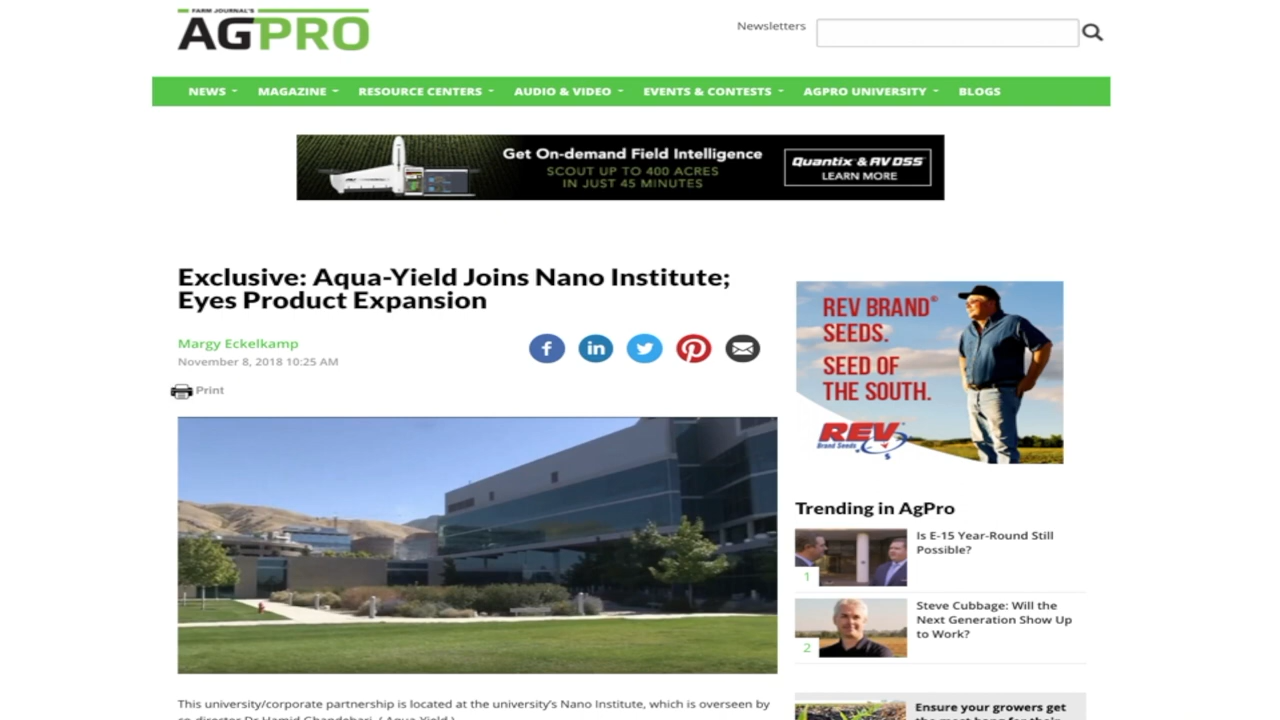 FARM JOURNAL'S
AGPRO
Newsletters
NEWS
MAGAZINE
RESOURCE CENTERS
AUDIO & VIDEO
EVENTS & CONTESTS
AGPRO UNIVERSITY
BLOGS
Get On-demand Field Intelligence
SCOUT UP TO 400 ACRES
IN JUST 45 MINUTES
Quantix & AV DSS
LEARN MORE
Exclusive: Aqua-Yield Joins Nano Institute;
Eyes Product Expansion
Margy Eckelkamp
November 8, 2018 10:25 AM
Print
This university/corporate partnership is located at the university's Nano Institute, which is overseen by
co-director Dr Hamid Ghandehari. ( Aqua-Yield )
REV BRAND®
SEEDS.
SEED OF
THE SOUTH.
REV
Brand Seeds
Trending in AgPro
1
Is E-15 Year-Round Still
Possible?
2
Steve Cubbage: Will the
Next Generation Show Up
to Work?
Ensure your growers get
the most bang for their